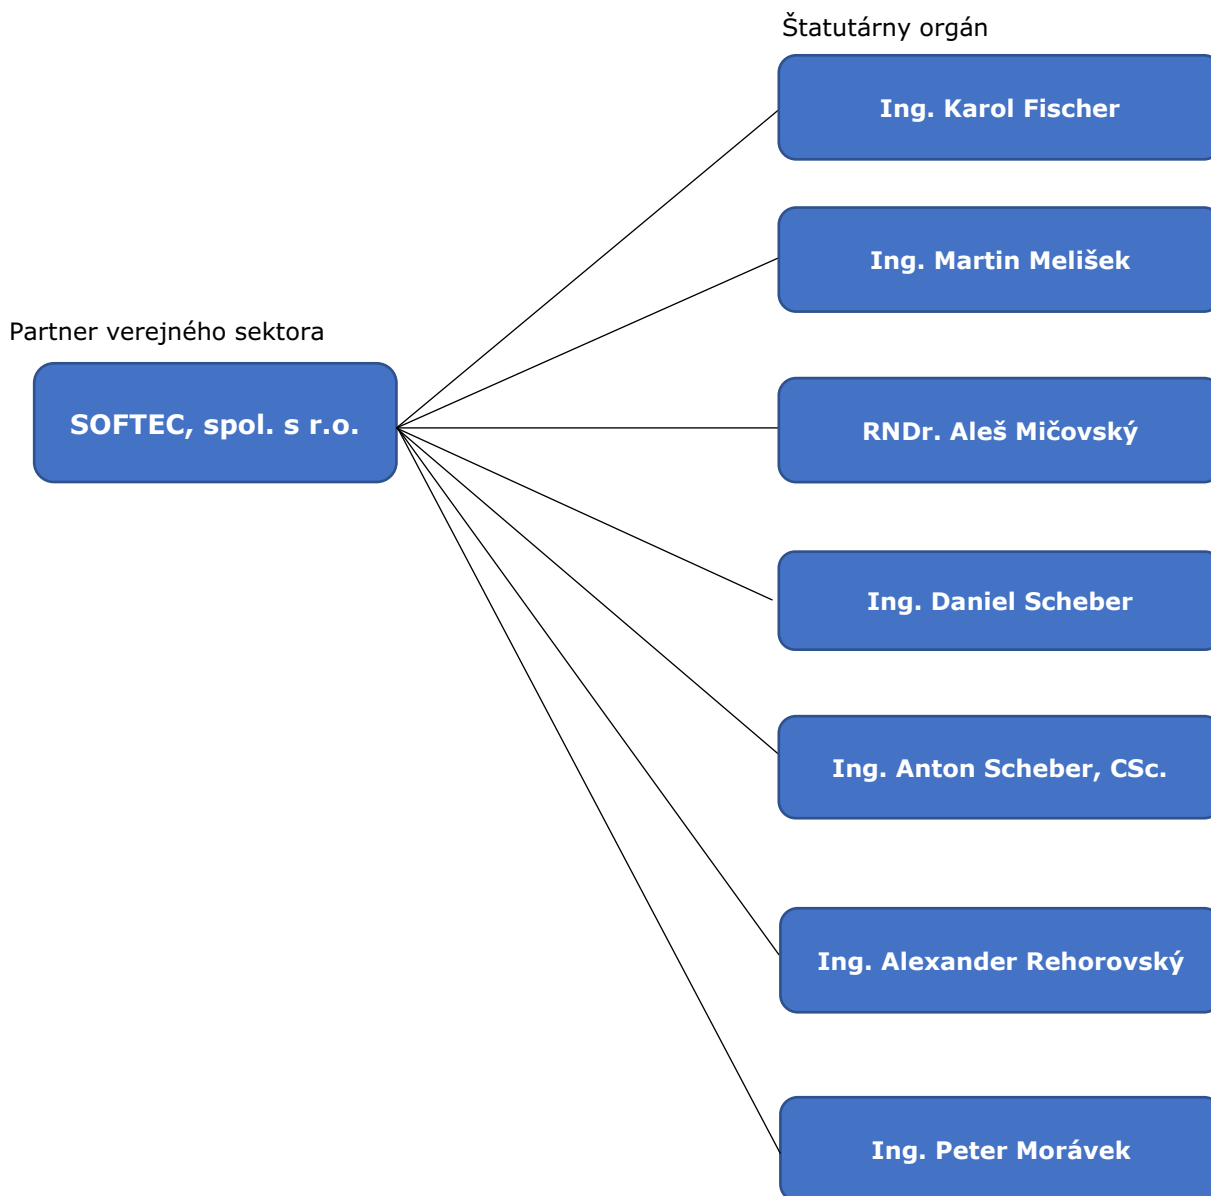 Štatutárny orgán
Ing. Karol Fischer
Ing. Martin Melišek
Partner verejného sektora
SOFTEC, spol. s r.o.
RNDr. Aleš Mičovský
Ing. Daniel Scheber
Ing. Anton Scheber, CSc.
Ing. Alexander Rehorovský
Ing. Peter Morávek